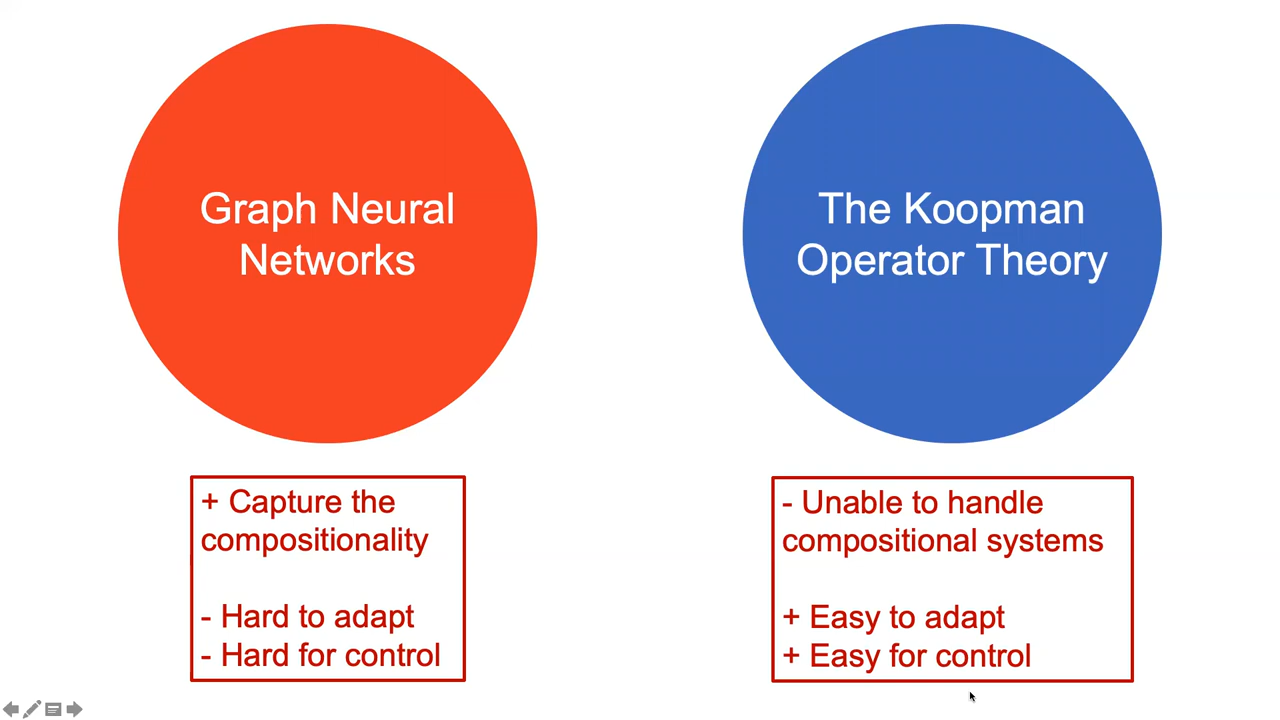 Graph Neural
Networks
The Koopman
Operator Theory
+ Capture the
compositionality
- Hard to adapt
- Hard for control
- Unable to handle
compositional systems
+ Easy to adapt
+ Easy for control